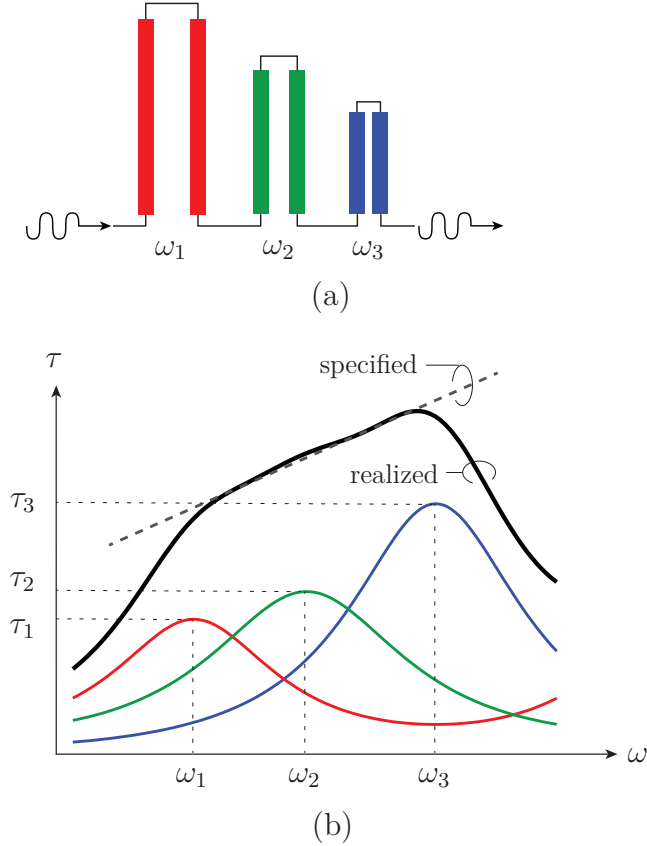 ω₁ ω₂ ω₃
(a)
τ
specified
realized
τ₃
τ₂
τ₁
ω₁ ω₂ ω₃ ω
(b)